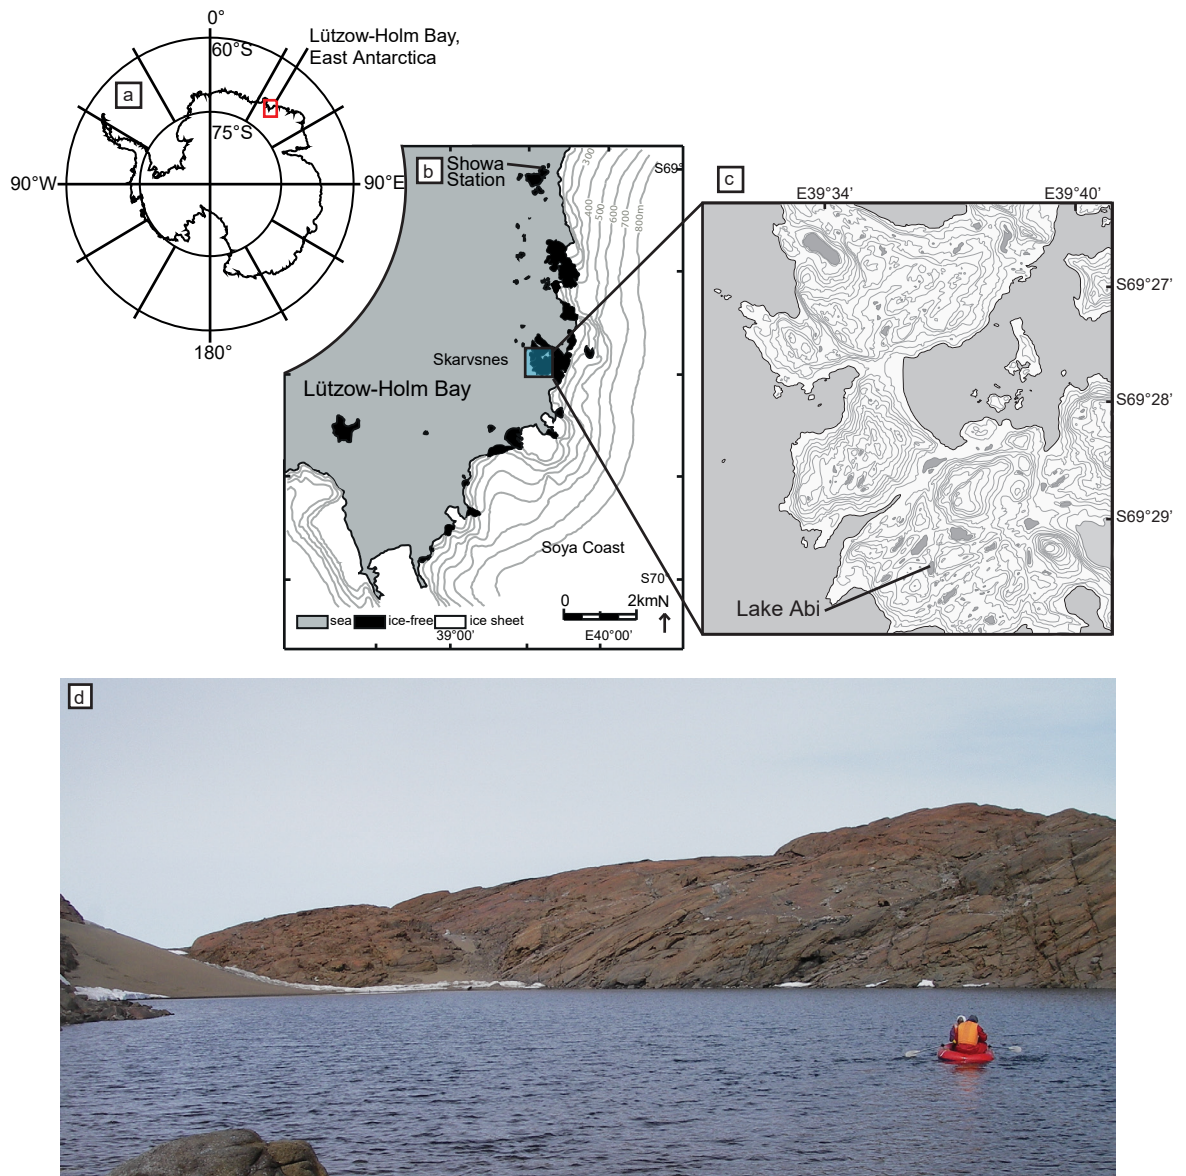 0°
Lützow-Holm Bay,
East Antarctica
60°S
a
75°S
90°W
90°E
180°
b
Showa
Station
S69°
300
400
500
600
700
800m
Skarvsnes
Lützow-Holm Bay
Soya Coast
S70°
0 2km N
sea ice-free ice sheet
39°00' E40°00'
c
E39°34' E39°40'
S69°27'
S69°28'
S69°29'
Lake Abi
d